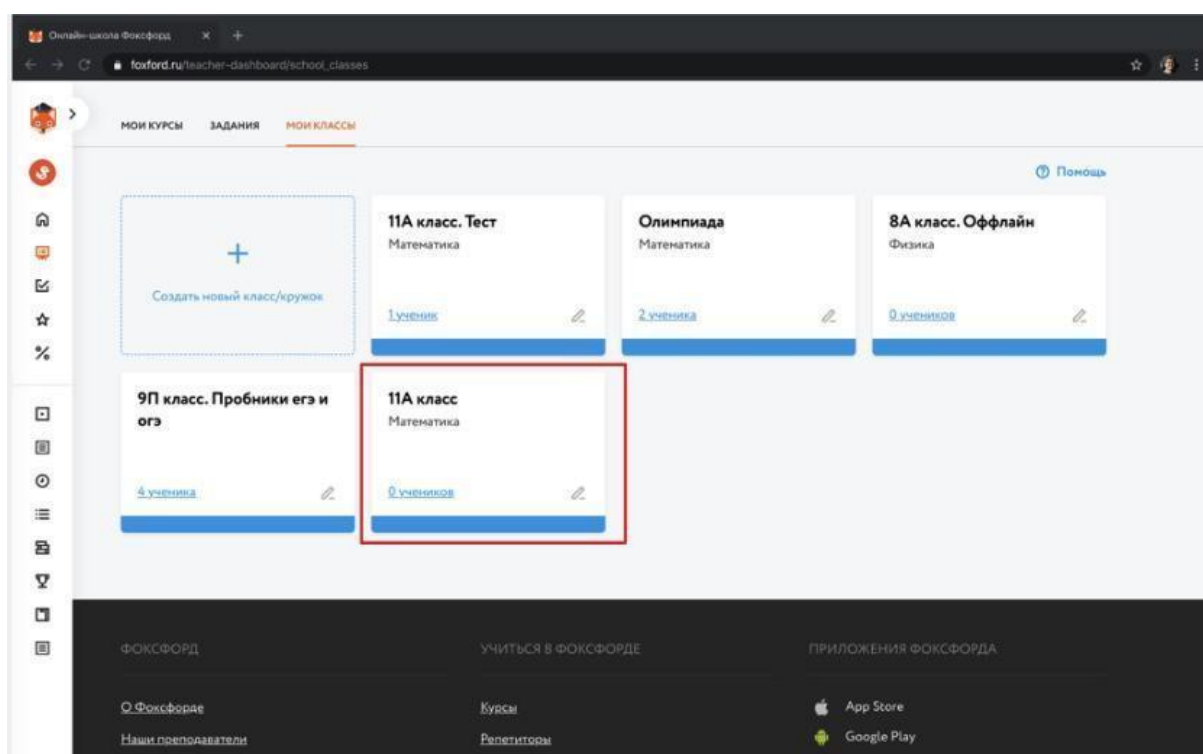 Онлайн-школа Фоксфорд
foxford.ru/teacher-dashboard/school_classes
МОИ КУРСЫ ЗАДАНИЯ МОИ КЛАССЫ
Помощь
Создать новый класс/кружок
11А класс. Тест
Математика
1 ученик
Олимпиада
Математика
2 ученика
8А класс. Оффлайн
Физика
0 учеников
9П класс. Пробники егэ и
огэ
4 ученика
11А класс
Математика
0 учеников
ФОКСФОРД
О Фоксфорде
Наши преподаватели
УЧИТЬСЯ В ФОКСФОРДЕ
Курсы
Репетиторы
ПРИЛОЖЕНИЯ ФОКСФОРДА
App Store
Google Play